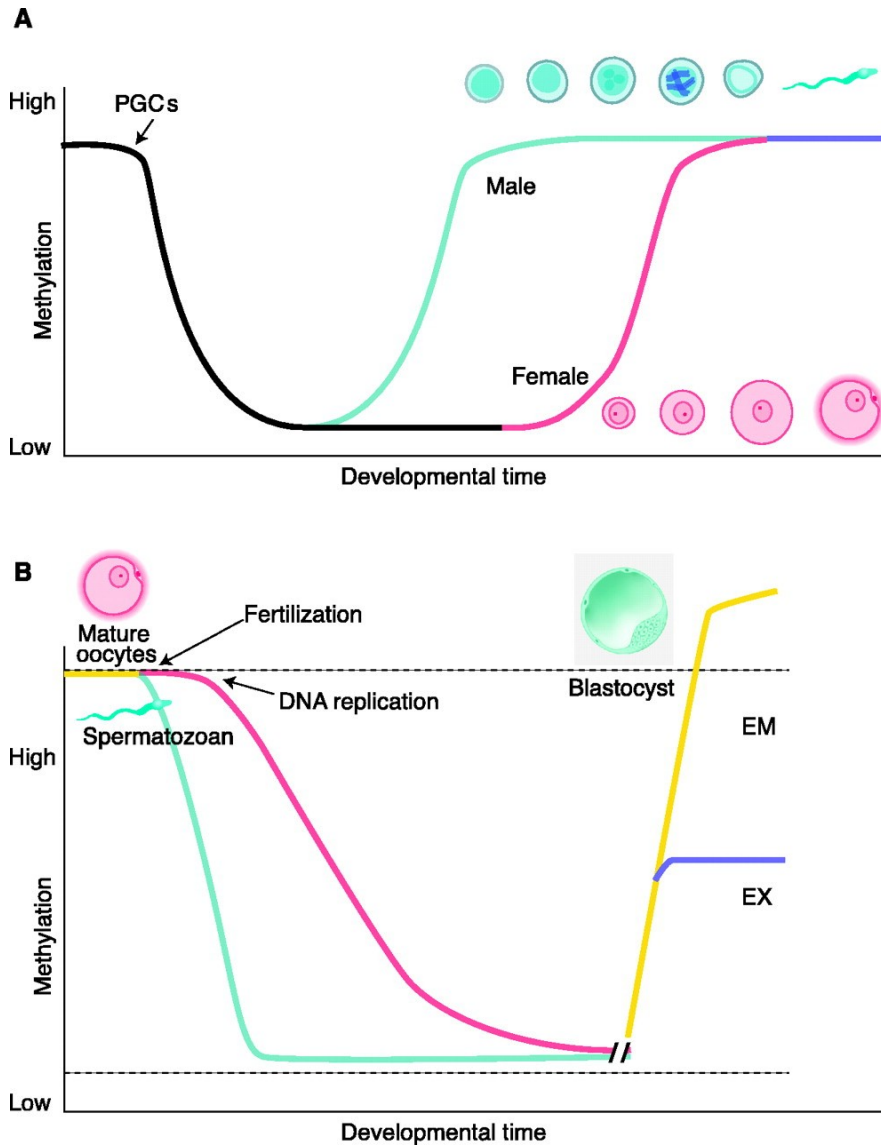 A
High
PGCs
Male
Methylation
Female
Low
Developmental time
B
Fertilization
Mature
oocytes
DNA replication
Blastocyst
Spermatozoan
EM
High
EX
Methylation
Low
Developmental time